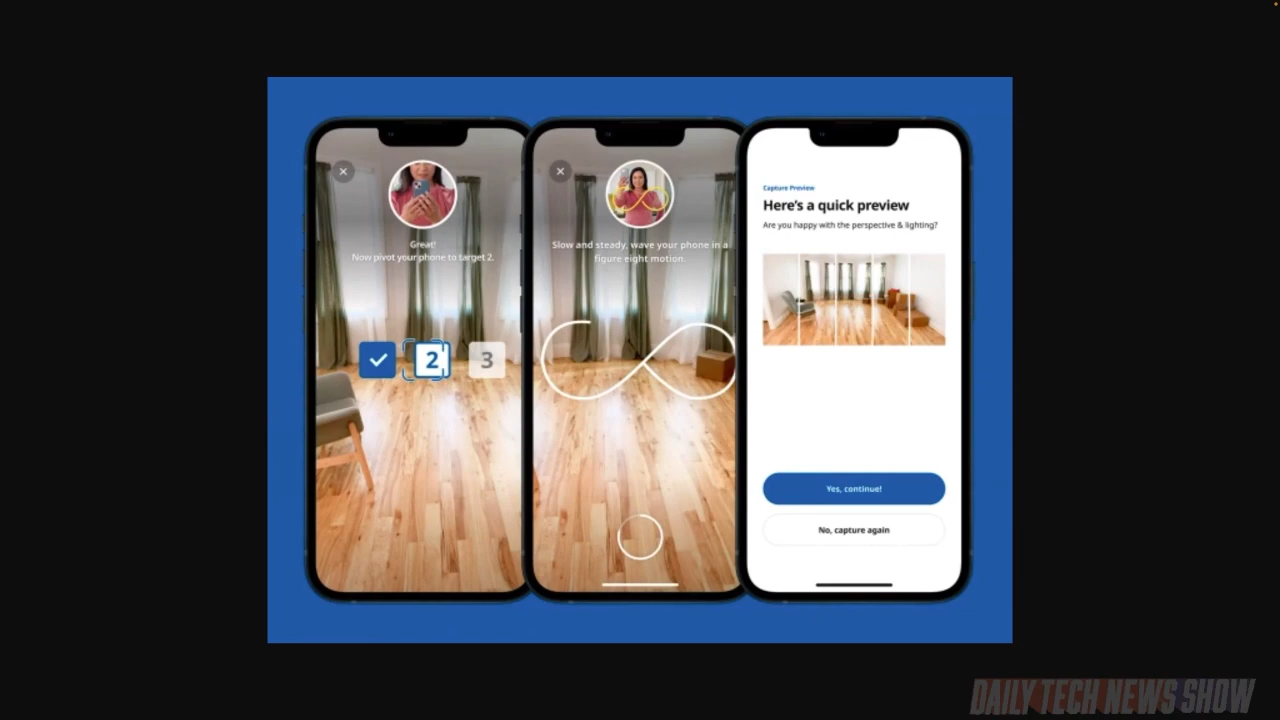 Great!
Now pivot your phone to target 2.
2
3
Slow and steady, wave your phone in a
figure eight motion.
Capture Preview
Here's a quick preview
Are you happy with the perspective & lighting?
Yes, continue!
No, capture again
DAILY TECH NEWS SHOW